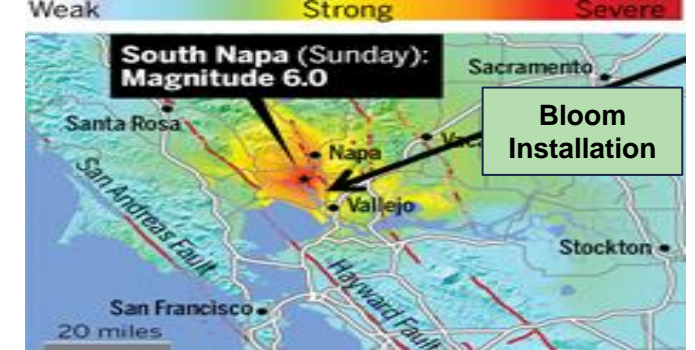 Weak Strong Severe
South Napa (Sunday):
Magnitude 6.0
Sacramento
Bloom
Installation
Santa Rosa
Napa
San Andreas Fault
Vallejo
Stockton
Hayward Fault
San Francisco
20 miles